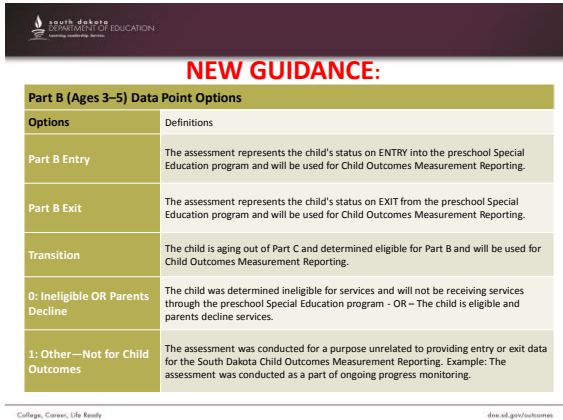 south dakota
DEPARTMENT OF EDUCATION
Learning. Leadership. Service.
NEW GUIDANCE:
Part B (Ages 3–5) Data Point Options
Options
Definitions
Part B Entry
The assessment represents the child's status on ENTRY into the preschool Special
Education program and will be used for Child Outcomes Measurement Reporting.
Part B Exit
The assessment represents the child's status on EXIT from the preschool Special
Education program and will be used for Child Outcomes Measurement Reporting.
Transition
The child is aging out of Part C and determined eligible for Part B and will be used for
Child Outcomes Measurement Reporting.
0: Ineligible OR Parents
Decline
The child was determined ineligible for services and will not be receiving services
through the preschool Special Education program - OR – The child is eligible and
parents decline services.
1: Other—Not for Child
Outcomes
The assessment was conducted for a purpose unrelated to providing entry or exit data
for the South Dakota Child Outcomes Measurement Reporting. Example: The
assessment was conducted as a part of ongoing progress monitoring.
College, Career, Life Ready
doe.sd.gov/outcomes